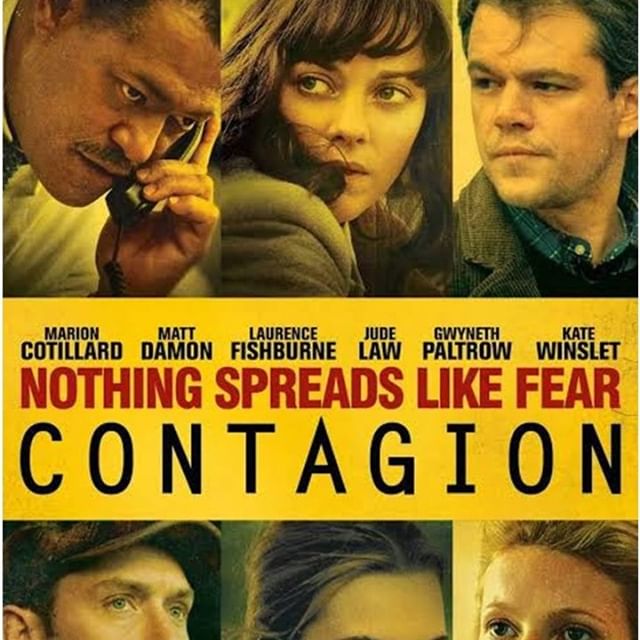 MARION COTILLARD MATT DAMON LAURENCE FISHBURNE JUDE LAW GWYNETH PALTROW KATE WINSLET
NOTHING SPREADS LIKE FEAR
CONTAGION